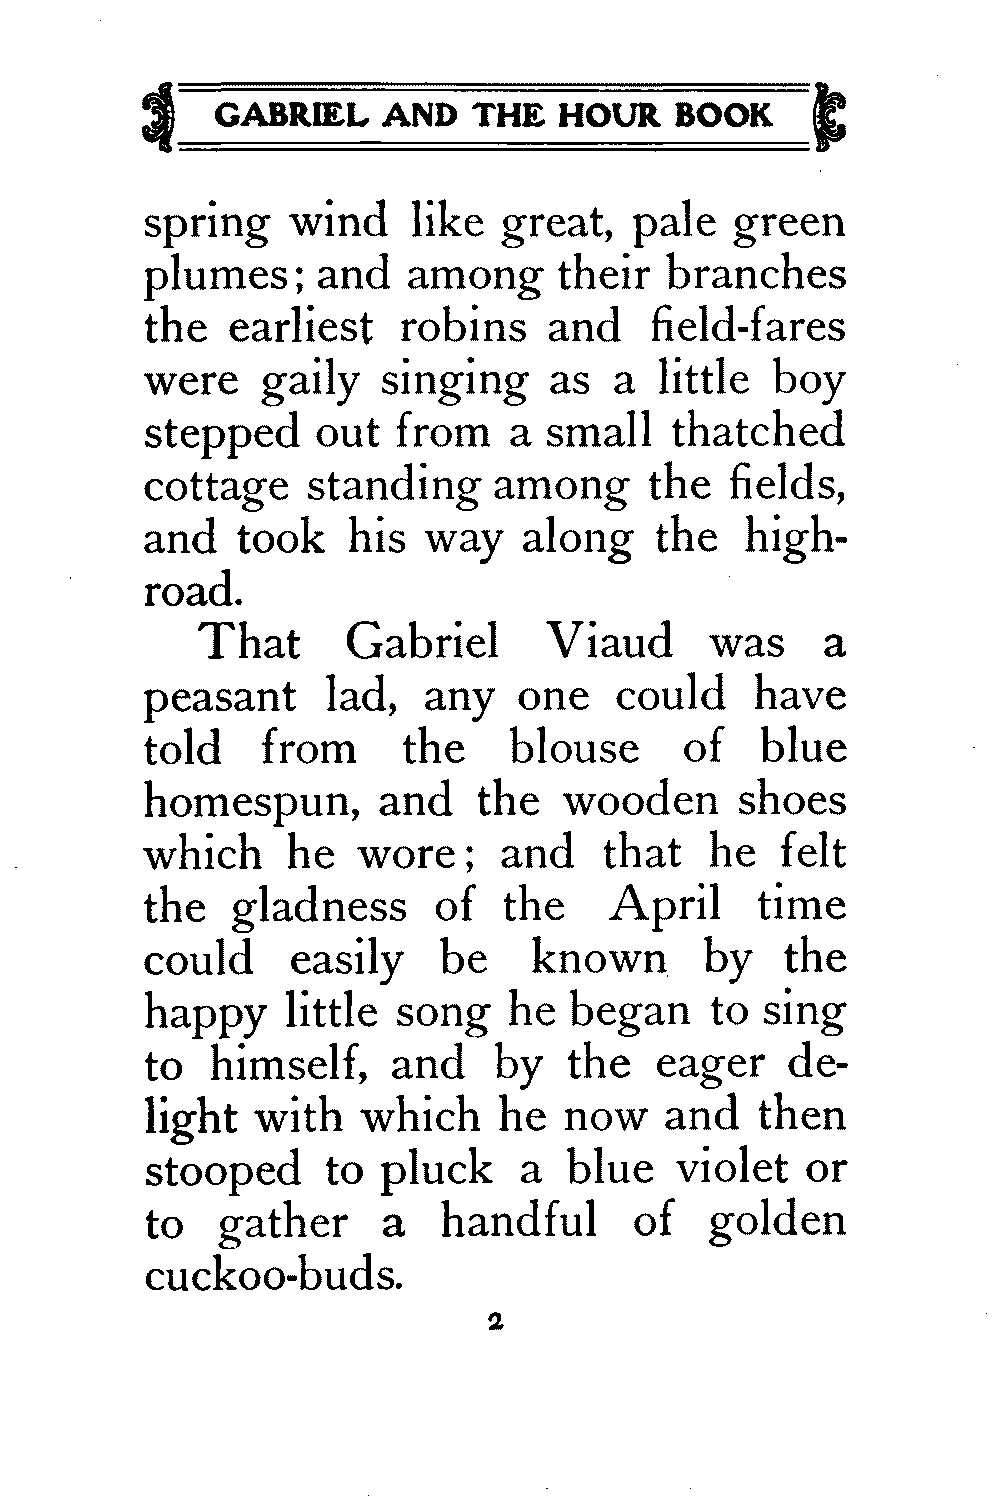 GABRIEL AND THE HOUR BOOK
spring wind like great, pale green
plumes; and among their branches
the earliest robins and field-fares
were gaily singing as a little boy
stepped out from a small thatched
cottage standing among the fields,
and took his way along the high-
road.
That Gabriel Viaud was a
peasant lad, any one could have
told from the blouse of blue
homespun, and the wooden shoes
which he wore; and that he felt
the gladness of the April time
could easily be known by the
happy little song he began to sing
to himself, and by the eager de-
light with which he now and then
stooped to pluck a blue violet or
to gather a handful of golden
cuckoo-buds.
2